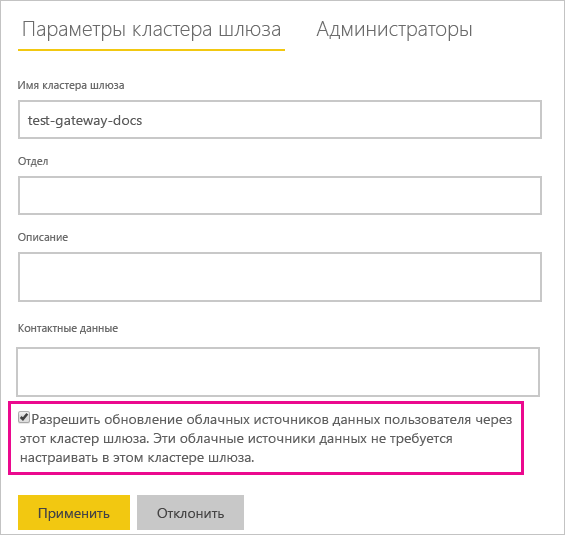 Параметры кластера шлюза Администраторы
Имя кластера шлюза
test-gateway-docs
Отдел
Описание
Контактные данные
Разрешить обновление облачных источников данных пользователя через
этот кластер шлюза. Эти облачные источники данных не требуется
настраивать в этом кластере шлюза.
Применить Отклонить